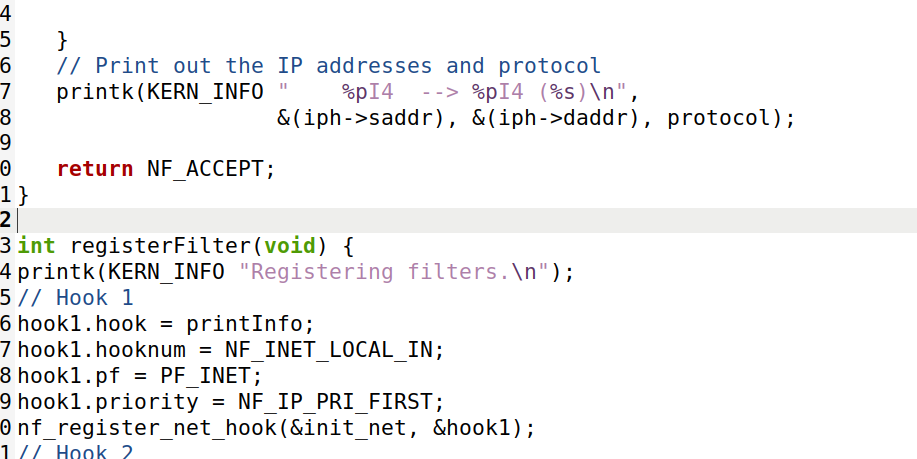 4
5    }
6    // Print out the IP addresses and protocol
7    printk(KERN_INFO "    %pI4  --> %pI4 (%s)\n",
8                     &(iph->saddr), &(iph->daddr), protocol);
9
0    return NF_ACCEPT;
1 }
2
3 int registerFilter(void) {
4 printk(KERN_INFO "Registering filters.\n");
5 // Hook 1
6 hook1.hook = printInfo;
7 hook1.hooknum = NF_INET_LOCAL_IN;
8 hook1.pf = PF_INET;
9 hook1.priority = NF_IP_PRI_FIRST;
0 nf_register_net_hook(&init_net, &hook1);
1 // Hook 2